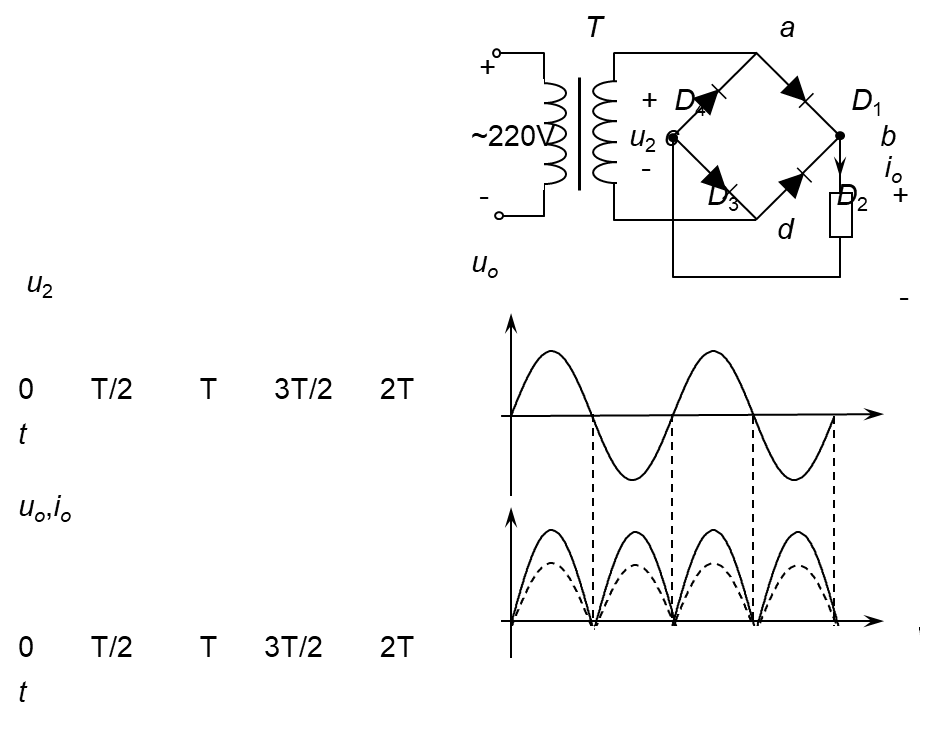 T a
+
+ D4 D1
~220V u2 c b
- io
- D3 D2 +
d
uo
u2
-
0 T/2 T 3T/2 2T
t
uo,io
0 T/2 T 3T/2 2T
,
t